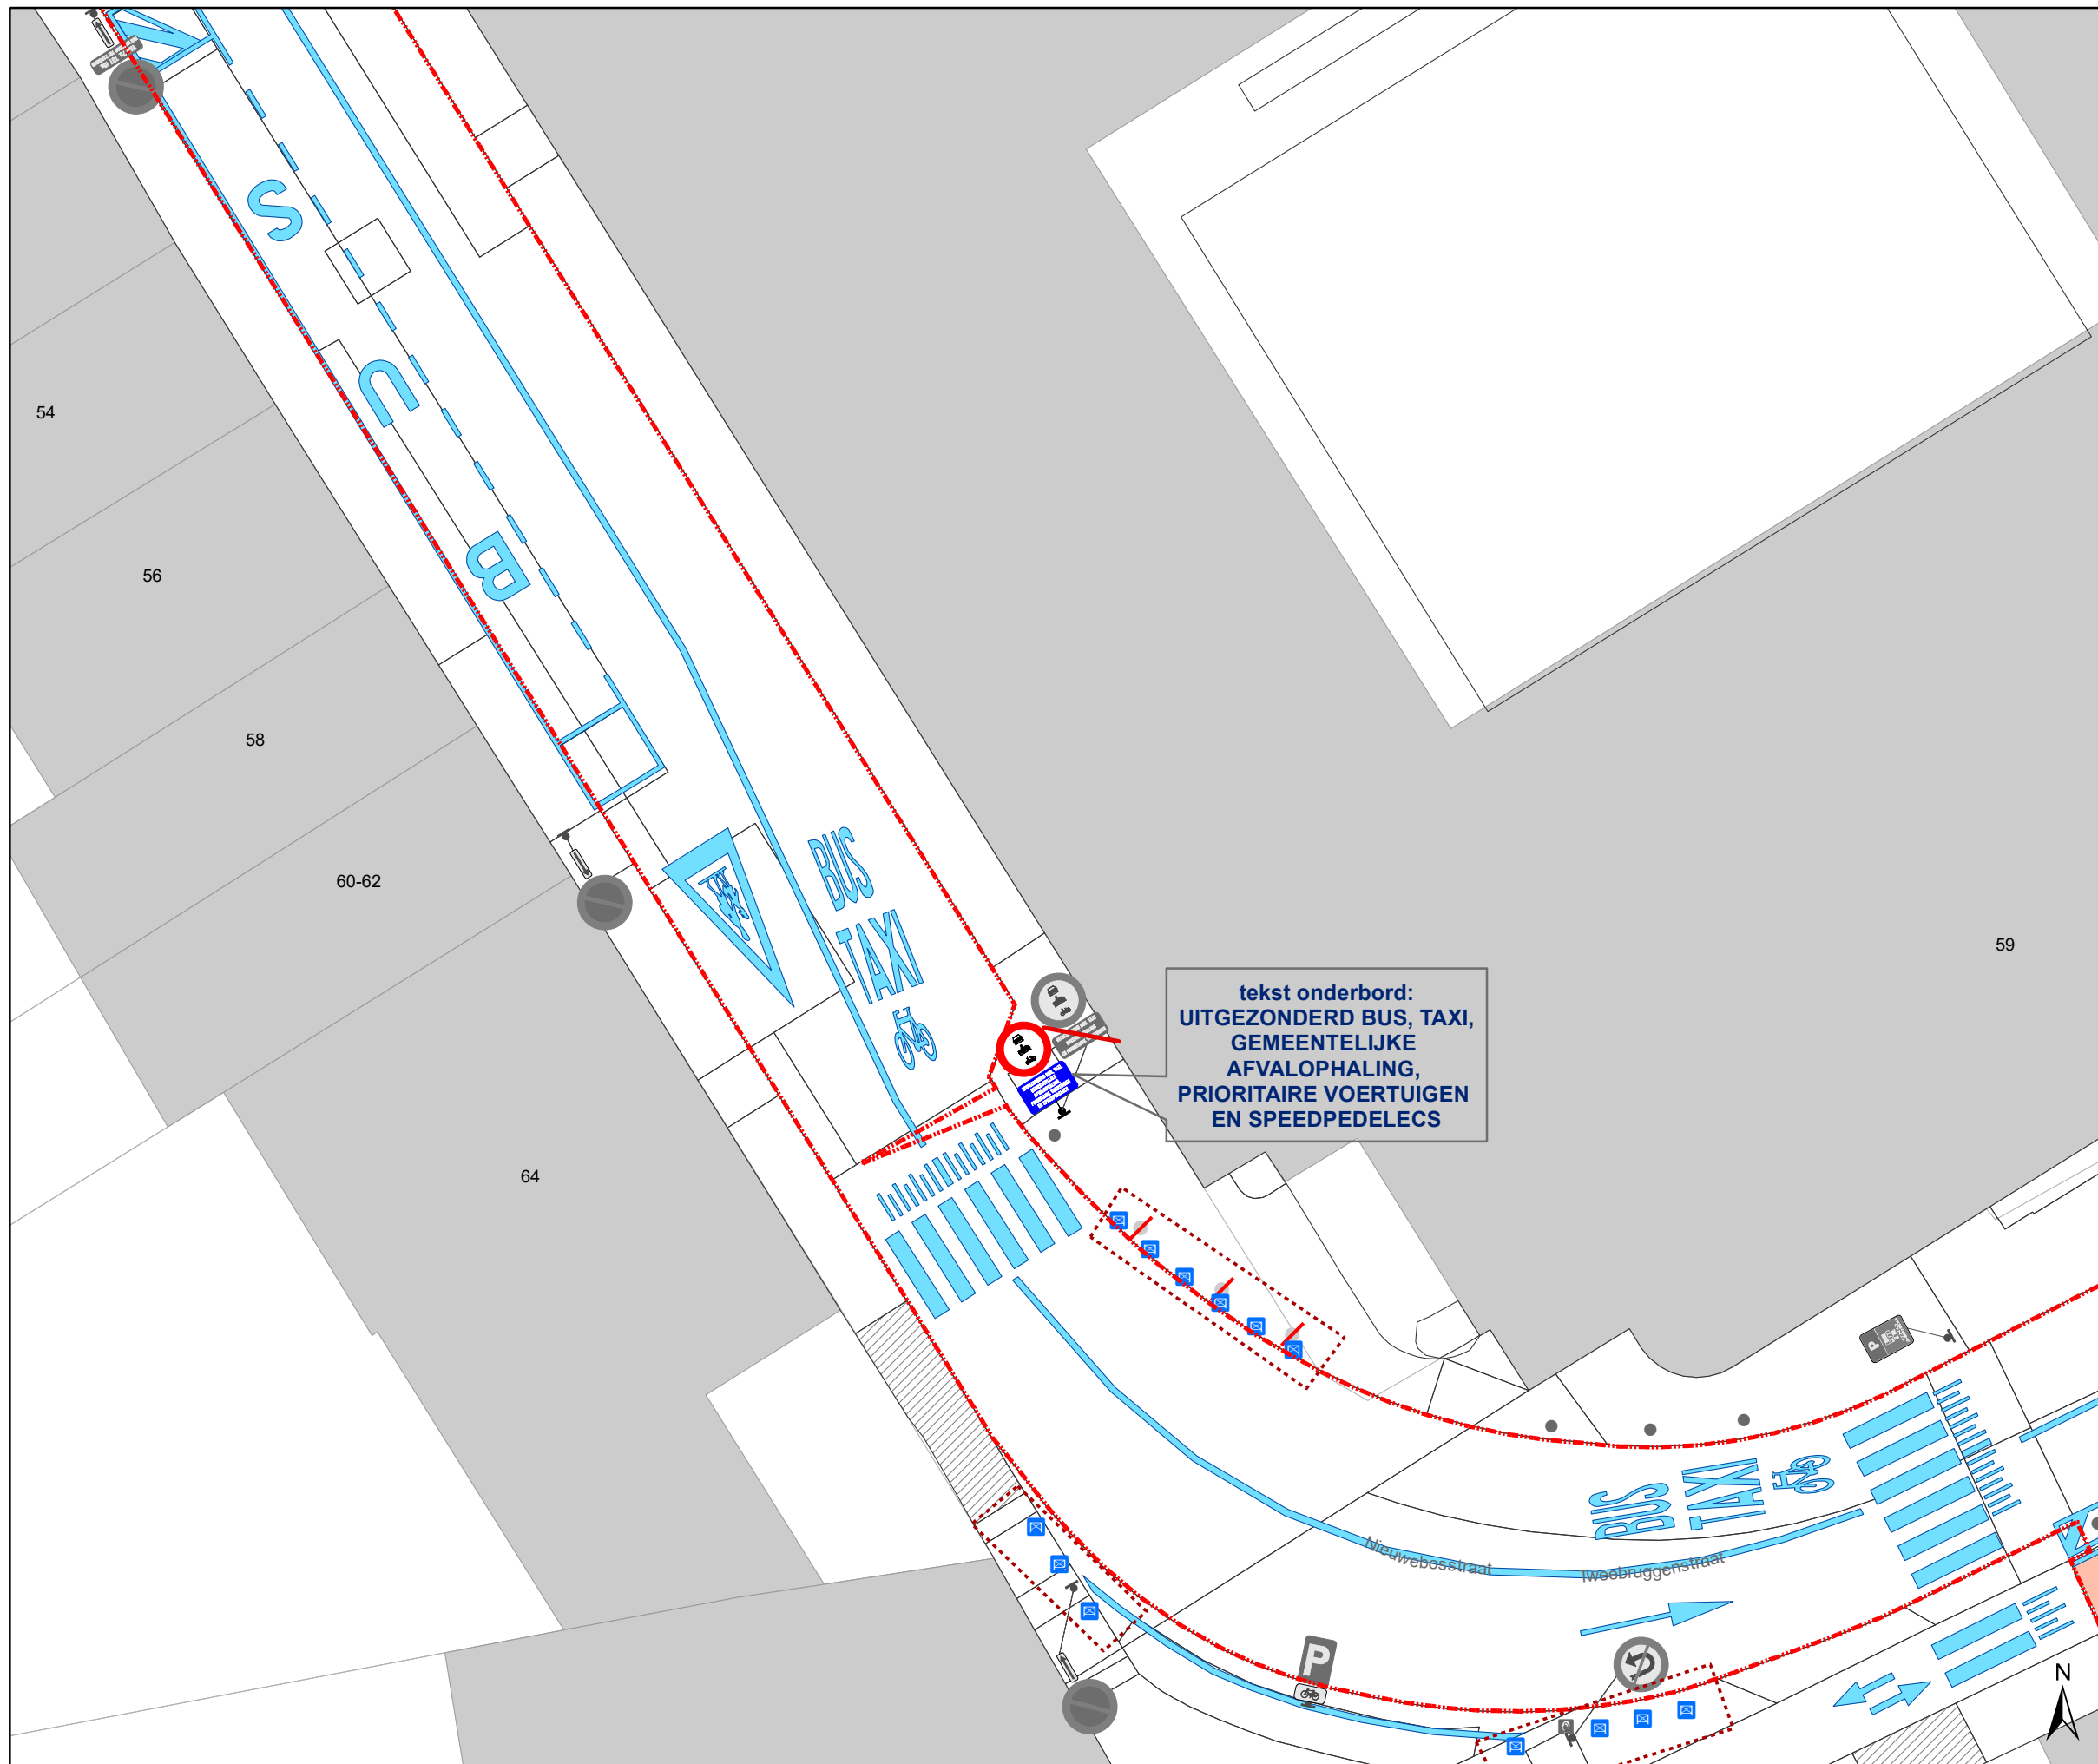 S
U
B
54
56
58
60-62
64
59
BUS
TAXI
tekst onderbord:
UITGEZONDERD BUS, TAXI,
GEMEENTELIJKE
AFVALOPHALING,
PRIORITAIRE VOERTUIGEN
EN SPEEDPEDELECS
P
BUS
TAXI
Nieuwebosstraat
Tweebruggenstraat
P
N